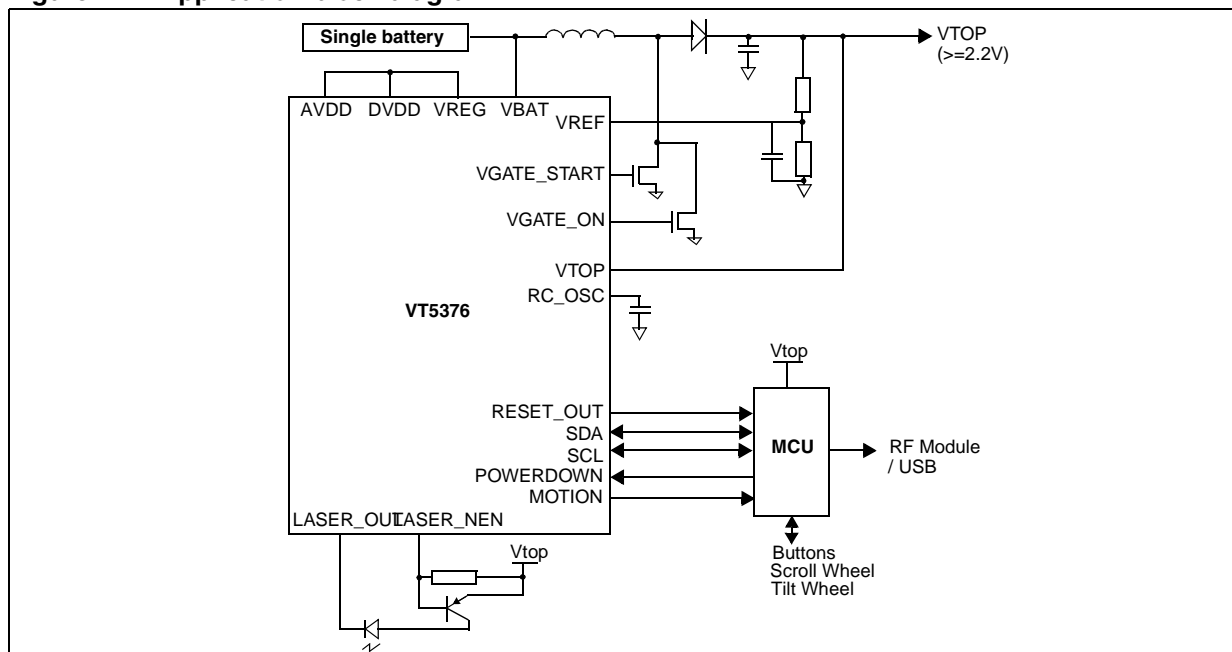 Single battery
VTOP
(>=2.2V)
AVDD DVDD VREG VBAT
VREF
VGATE_START
VGATE_ON
VTOP
RC_OSC
VT5376
Vtop
RESET_OUT
SDA
SCL
POWERDOWN
MOTION
MCU
RF Module
/ USB
LASER_OUT LASER_NEN
Vtop
Buttons
Scroll Wheel
Tilt Wheel